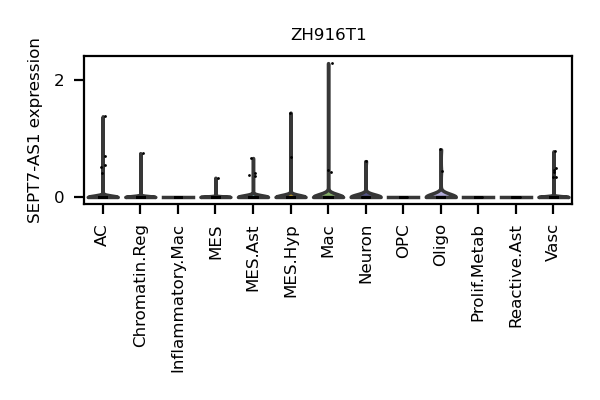 ZH916T1
SEPT7-AS1 expression
2
0
AC
Chromatin.Reg
Inflammatory.Mac
MES
MES.Ast
MES.Hyp
Mac
Neuron
OPC
Oligo
Prolif.Metab
Reactive.Ast
Vasc